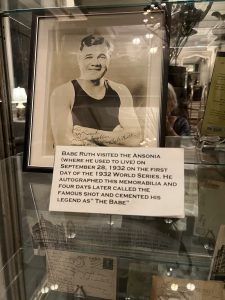 BABE RUTH VISITED THE ANSONIA
(WHERE HE USED TO LIVE) ON
SEPTEMBER 28, 1932 ON THE FIRST
DAY OF THE 1932 WORLD SERIES. HE
AUTOGRAPHED THIS MEMORABILIA AND
FOUR DAYS LATER CALLED THE
FAMOUS SHOT AND CEMENTED HIS
LEGEND AS" THE BABE"